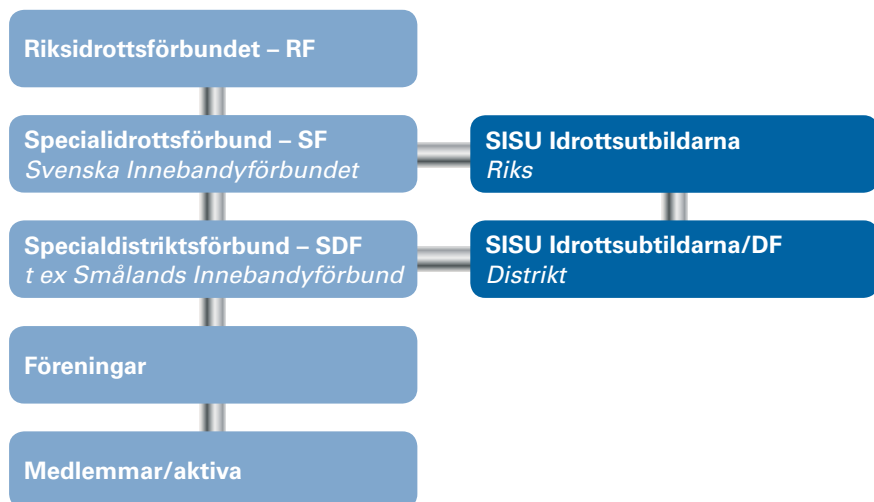 Riksidrottsförbundet – RF
Specialidrottsförbund – SF
Svenska Innebandyförbundet
SISU Idrottsutbildarna
Riks
Specialdistriktsförbund – SDF
t ex Smålands Innebandyförbund
SISU Idrottsubtildarna/DF
Distrikt
Föreningar
Medlemmar/aktiva